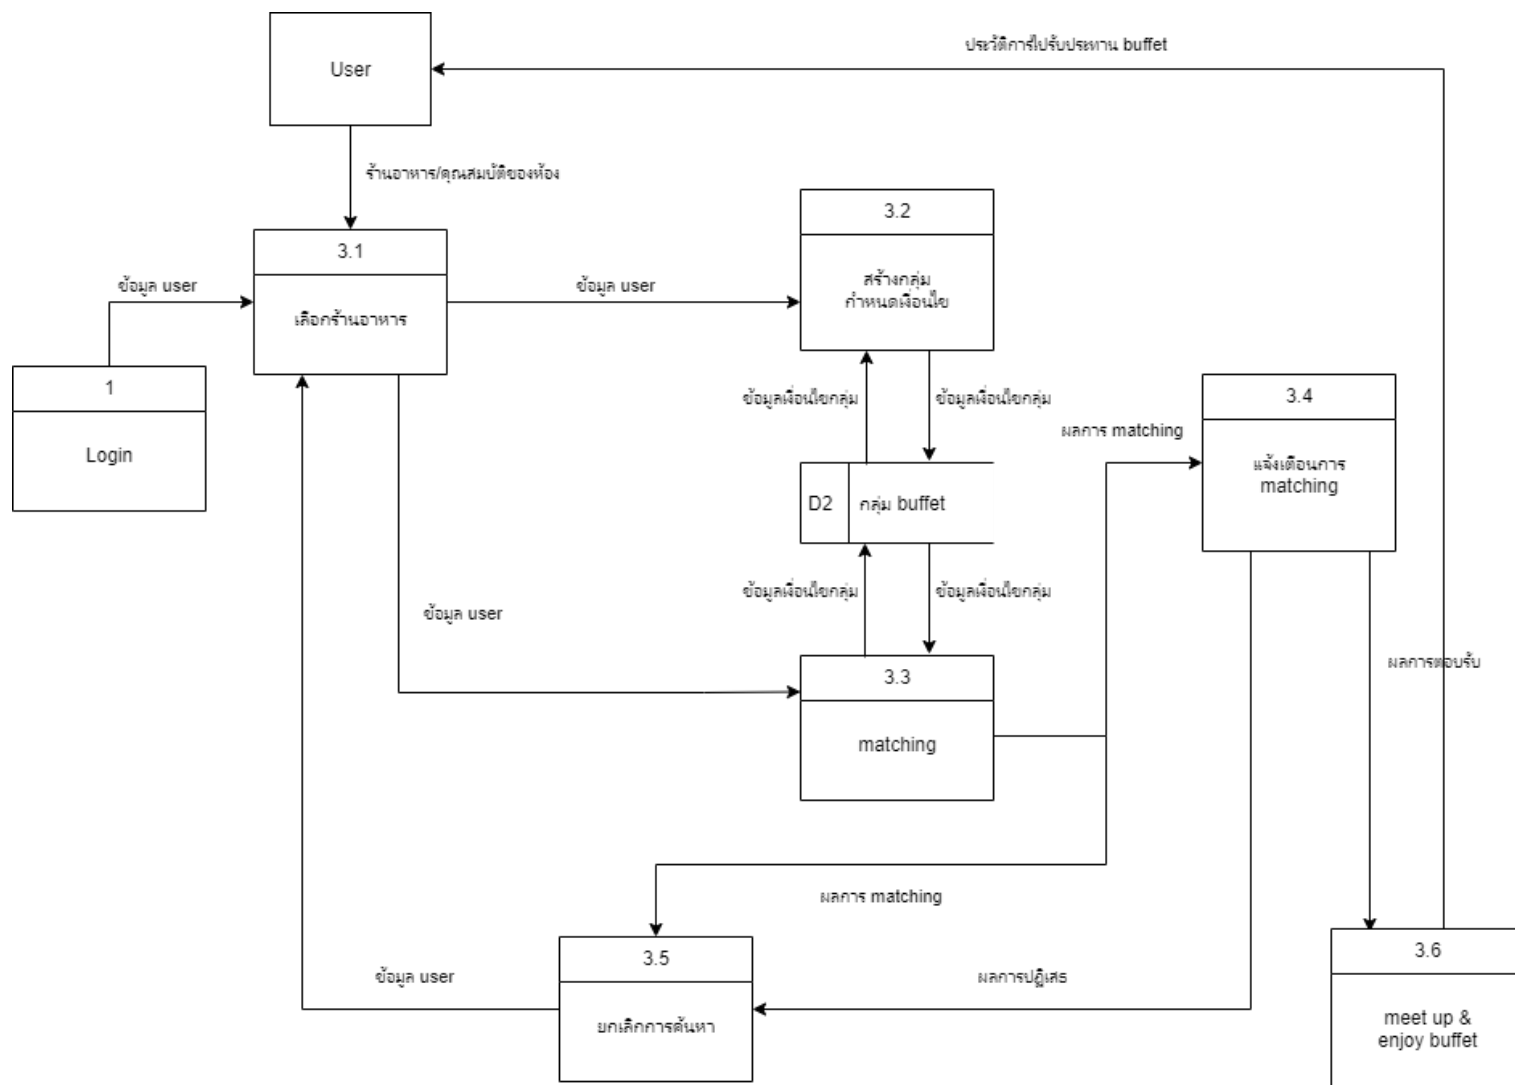 ประวัติการไปรับประทาน buffet
User
ร้านอาหาร/คุณสมบัติของห้อง
3.2
3.1
สร้างกลุ่ม
กำหนดเงื่อนไข
ข้อมูล user
ข้อมูล user
เลือกร้านอาหาร
1
Login
3.4
ข้อมูลเงื่อนไขกลุ่ม
ข้อมูลเงื่อนไขกลุ่ม
ผลการ matching
แจ้งเตือนการ
matching
D2
กลุ่ม buffet
ข้อมูลเงื่อนไขกลุ่ม
ข้อมูลเงื่อนไขกลุ่ม
ข้อมูล user
ผลการตอบรับ
3.3
matching
ผลการ matching
3.5
3.6
ข้อมูล user
ผลการปฏิเสธ
ยกเลิกการค้นหา
meet up &
enjoy buffet